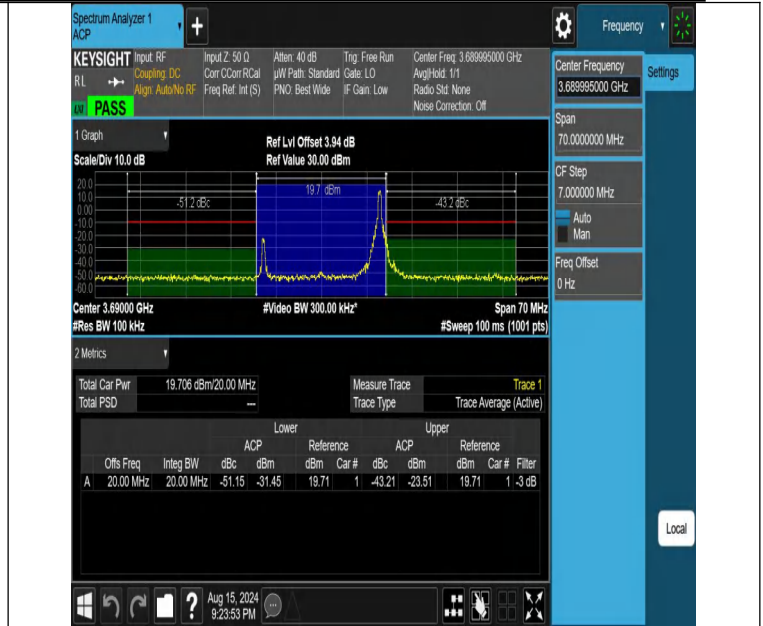 Spectrum Analyzer 1
ACP
+
Frequency
KEYSIGHT
RL
PASS
Input: RF
Coupling: DC
Align: Auto/No RF
Input Z: 50 Ω
Corr CCorr RCal
Freq Ref: Int (S)
Atten: 40 dB
µW Path: Standard
PNO: Best Wide
Trig: Free Run
Gate: LO
IF Gain: Low
Center Freq: 3.689995000 GHz
Avg|Hold: 1/1
Radio Std: None
Noise Correction: Off
Center Frequency
3.689995000 GHz
Settings
Span
70.0000000 MHz
CF Step
7.000000 MHz
Auto
Man
Freq Offset
0 Hz
1 Graph
Scale/Div 10.0 dB
Ref Lvl Offset 3.94 dB
Ref Value 30.00 dBm
20.0
10.0
0.00
-10.0
-20.0
-30.0
-40.0
-50.0
-60.0
-51.2 dBc
19.7 dBm
-43.2 dBc
Center 3.69000 GHz
#Video BW 300.00 kHz*
Span 70 MHz
#Res BW 100 kHz
#Sweep 100 ms (1001 pts)
2 Metrics
Total Car Pwr 19.706 dBm/20.00 MHz
Total PSD ---
Measure Trace Trace 1
Trace Type Trace Average (Active)
Lower Upper
ACP Reference ACP Reference
Offs Freq Integ BW dBc dBm dBm Car # dBc dBm dBm Car # Filter
A 20.00 MHz 20.00 MHz -51.15 -31.45 19.71 1 -43.21 -23.51 19.71 1 -3 dB
Local
?
Aug 15, 2024
9:23:53 PM